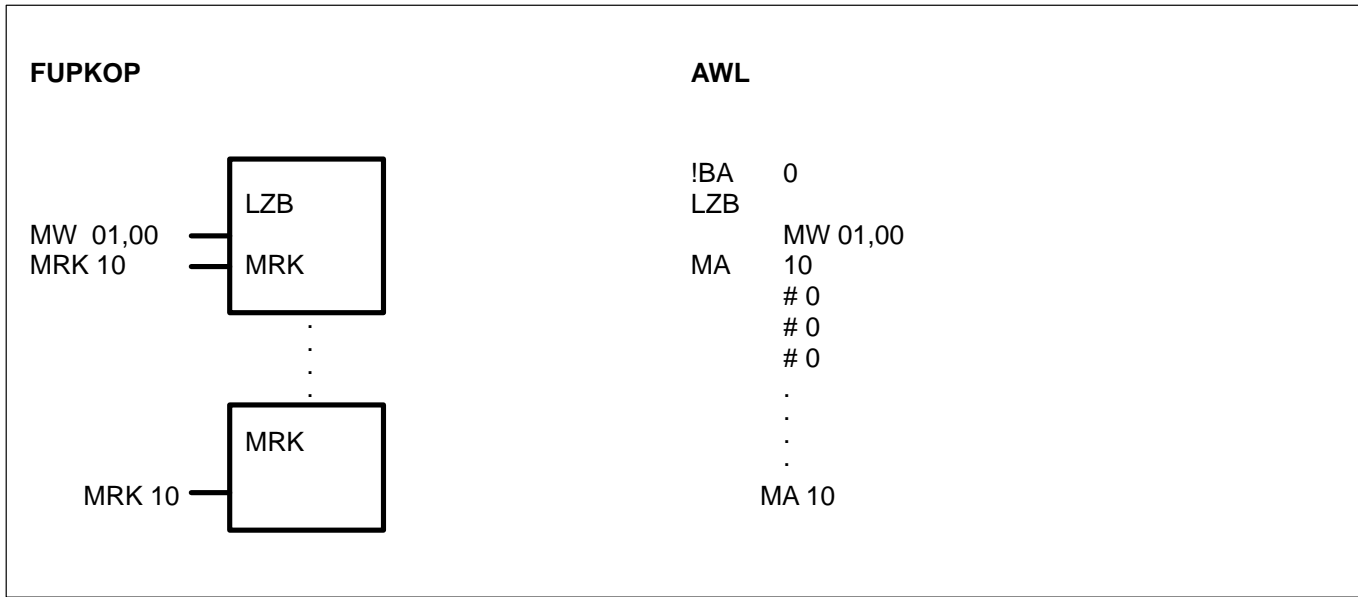 FUPKOP
LZB
MW 01,00
MRK 10 MRK
.
.
.
.
MRK
MRK 10
AWL
!BA 0
LZB
MW 01,00
MA 10
# 0
# 0
# 0
.
.
.
.
MA 10